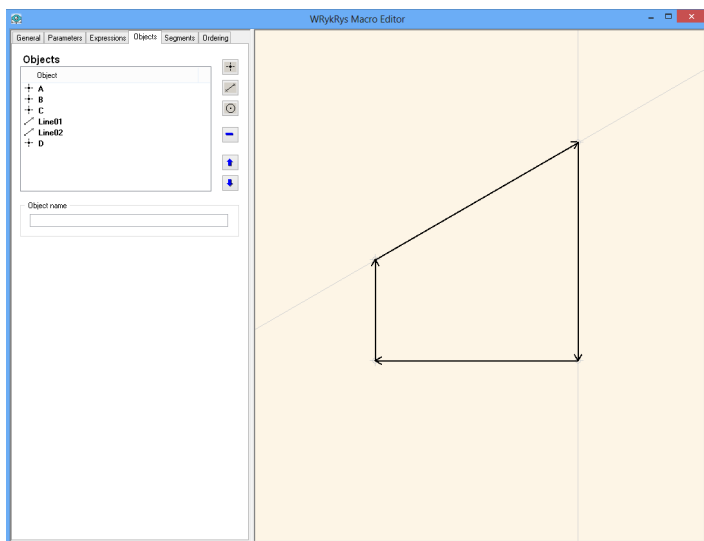 WRykRys Macro Editor
General Parameters Expressions Objects Segments Ordering
Objects
Object
A
B
C
Line01
Line02
D
Object name